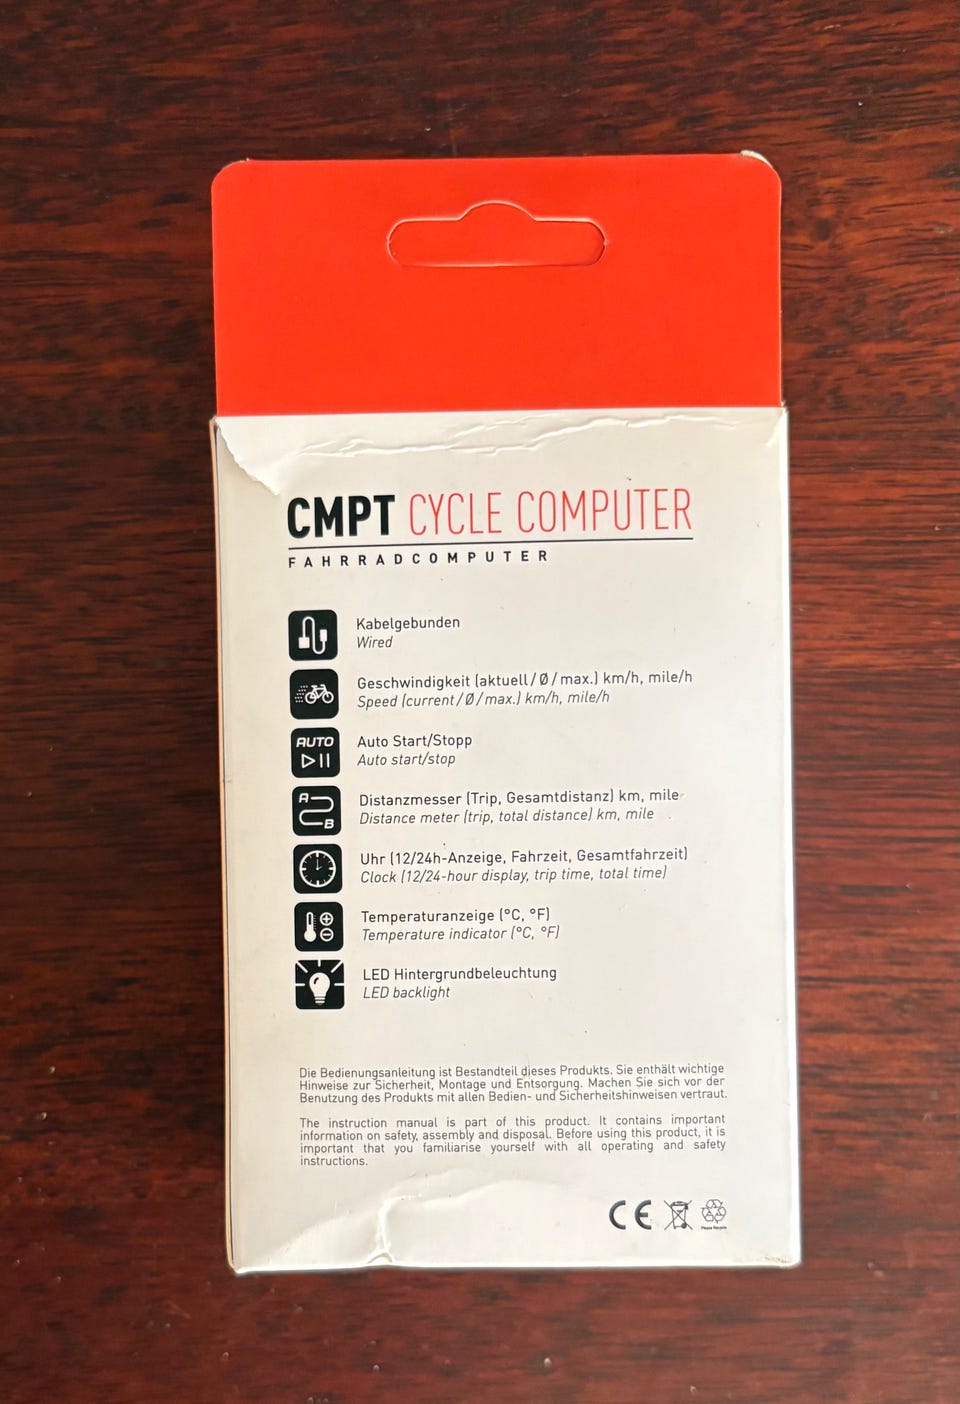 CMPT CYCLE COMPUTER
FAHRRADCOMPUTER
Kabelgebunden
Wired
Geschwindigkeit (aktuell/Ø/max.) km/h, mile/h
Speed (current/Ø/max.) km/h, mile/h
AUTO
Auto Start/Stopp
Auto start/stop
A
B
Distanzmesser (Trip, Gesamtdistanz) km, mile
Distance meter (trip, total distance) km, mile
Uhr (12/24h-Anzeige, Fahrzeit, Gesamtfahrzeit)
Clock (12/24-hour display, trip time, total time)
Temperaturanzeige (°C, °F)
Temperature indicator (°C, °F)
LED Hintergrundbeleuchtung
LED backlight
Die Bedienungsanleitung ist Bestandteil dieses Produkts. Sie enthält wichtige
Hinweise zur Sicherheit, Montage und Entsorgung. Machen Sie sich vor der
Benutzung des Produkts mit allen Bedien- und Sicherheitshinweisen vertraut.
The instruction manual is part of this product. It contains important
information on safety, assembly and disposal. Before using this product, it is
important that you familiarise yourself with all operating and safety
instructions.
CE
Please Recycle